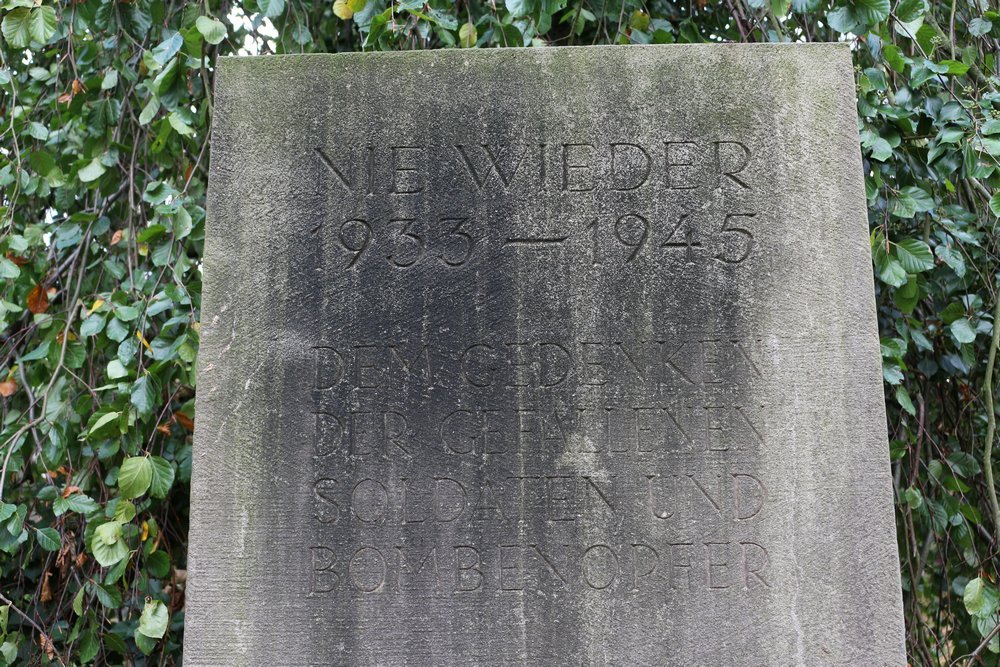 NIE WIEDER
1933 – 1945
DEM GEDENKEN
DER GEFALLENEN
SOLDATEN UND
BOMBENOPFER